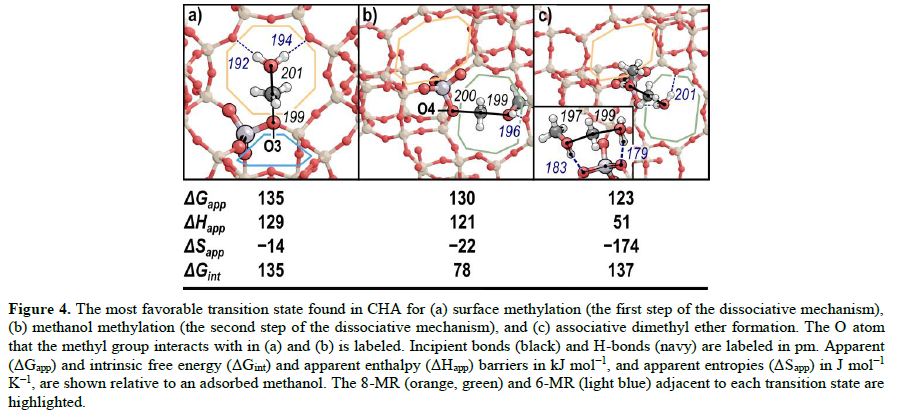 a)
b)
c)
192
194
201
199
O3
200
199
O4
196
201
197
199
183
179
ΔGapp 135 130 123
ΔHapp 129 121 51
ΔSapp −14 −22 −174
ΔGint 135 78 137
Figure 4. The most favorable transition state found in CHA for (a) surface methylation (the first step of the dissociative mechanism),
(b) methanol methylation (the second step of the dissociative mechanism), and (c) associative dimethyl ether formation. The O atom
that the methyl group interacts with in (a) and (b) is labeled. Incipient bonds (black) and H-bonds (navy) are labeled in pm. Apparent
(ΔGapp) and intrinsic free energy (ΔGint) and apparent enthalpy (ΔHapp) barriers in kJ mol−1, and apparent entropies (ΔSapp) in J mol−1
K−1, are shown relative to an adsorbed methanol. The 8-MR (orange, green) and 6-MR (light blue) adjacent to each transition state are
highlighted.